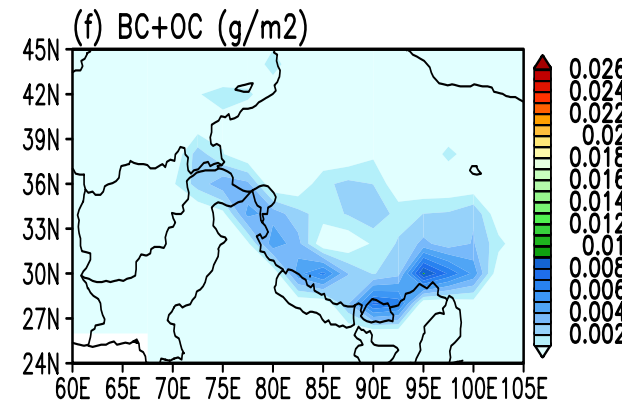 (f) BC+OC (g/m2)
45N
42N
39N
36N
33N
30N
27N
24N
60E 65E 70E 75E 80E 85E 90E 95E 100E 105E
0.026
0.024
0.022
0.02
0.018
0.016
0.014
0.012
0.01
0.008
0.006
0.004
0.002